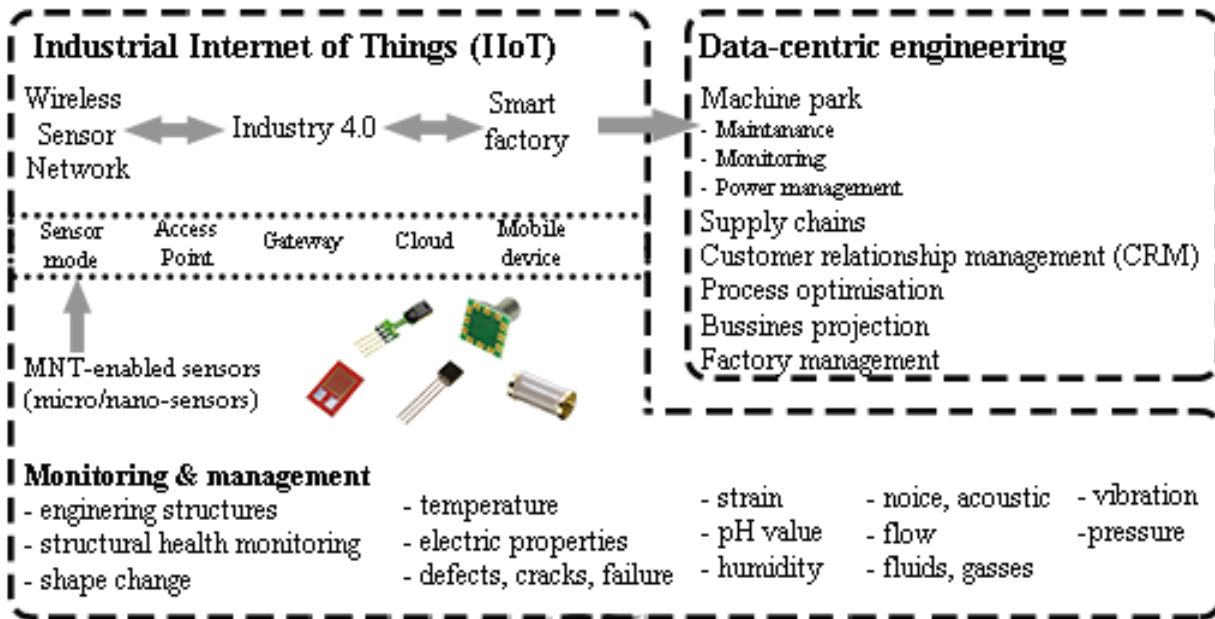 Industrial Internet of Things (IIoT)
Wireless
Sensor
Network
Industry 4.0
Smart
factory
Sensor
mode
Access
Point
Gateway
Cloud
Mobile
device
MNT-enabled sensors
(micro/nano-sensors)
Data-centric engineering
Machine park
- Maintanance
- Monitoring
- Power management
Supply chains
Customer relationship management (CRM)
Process optimisation
Bussines projection
Factory management
Monitoring & management
- enginering structures
- structural health monitoring
- shape change
- temperature
- electric properties
- defects, cracks, failure
- strain
- pH value
- humidity
- noise, acoustic
- flow
- fluids, gasses
- vibration
-pressure